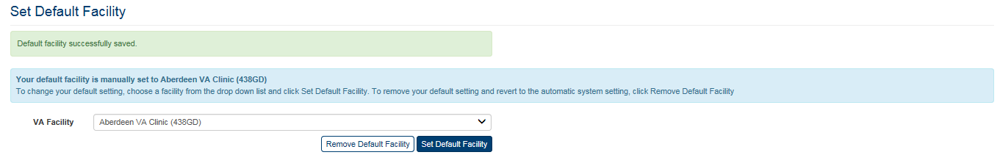 Set Default Facility
Default facility successfully saved.
Your default facility is manually set to Aberdeen VA Clinic (438GD)
To change your default setting, choose a facility from the drop down list and click Set Default Facility. To remove your default setting and revert to the automatic system setting, click Remove Default Facility
VA Facility Aberdeen VA Clinic (438GD)
Remove Default Facility Set Default Facility